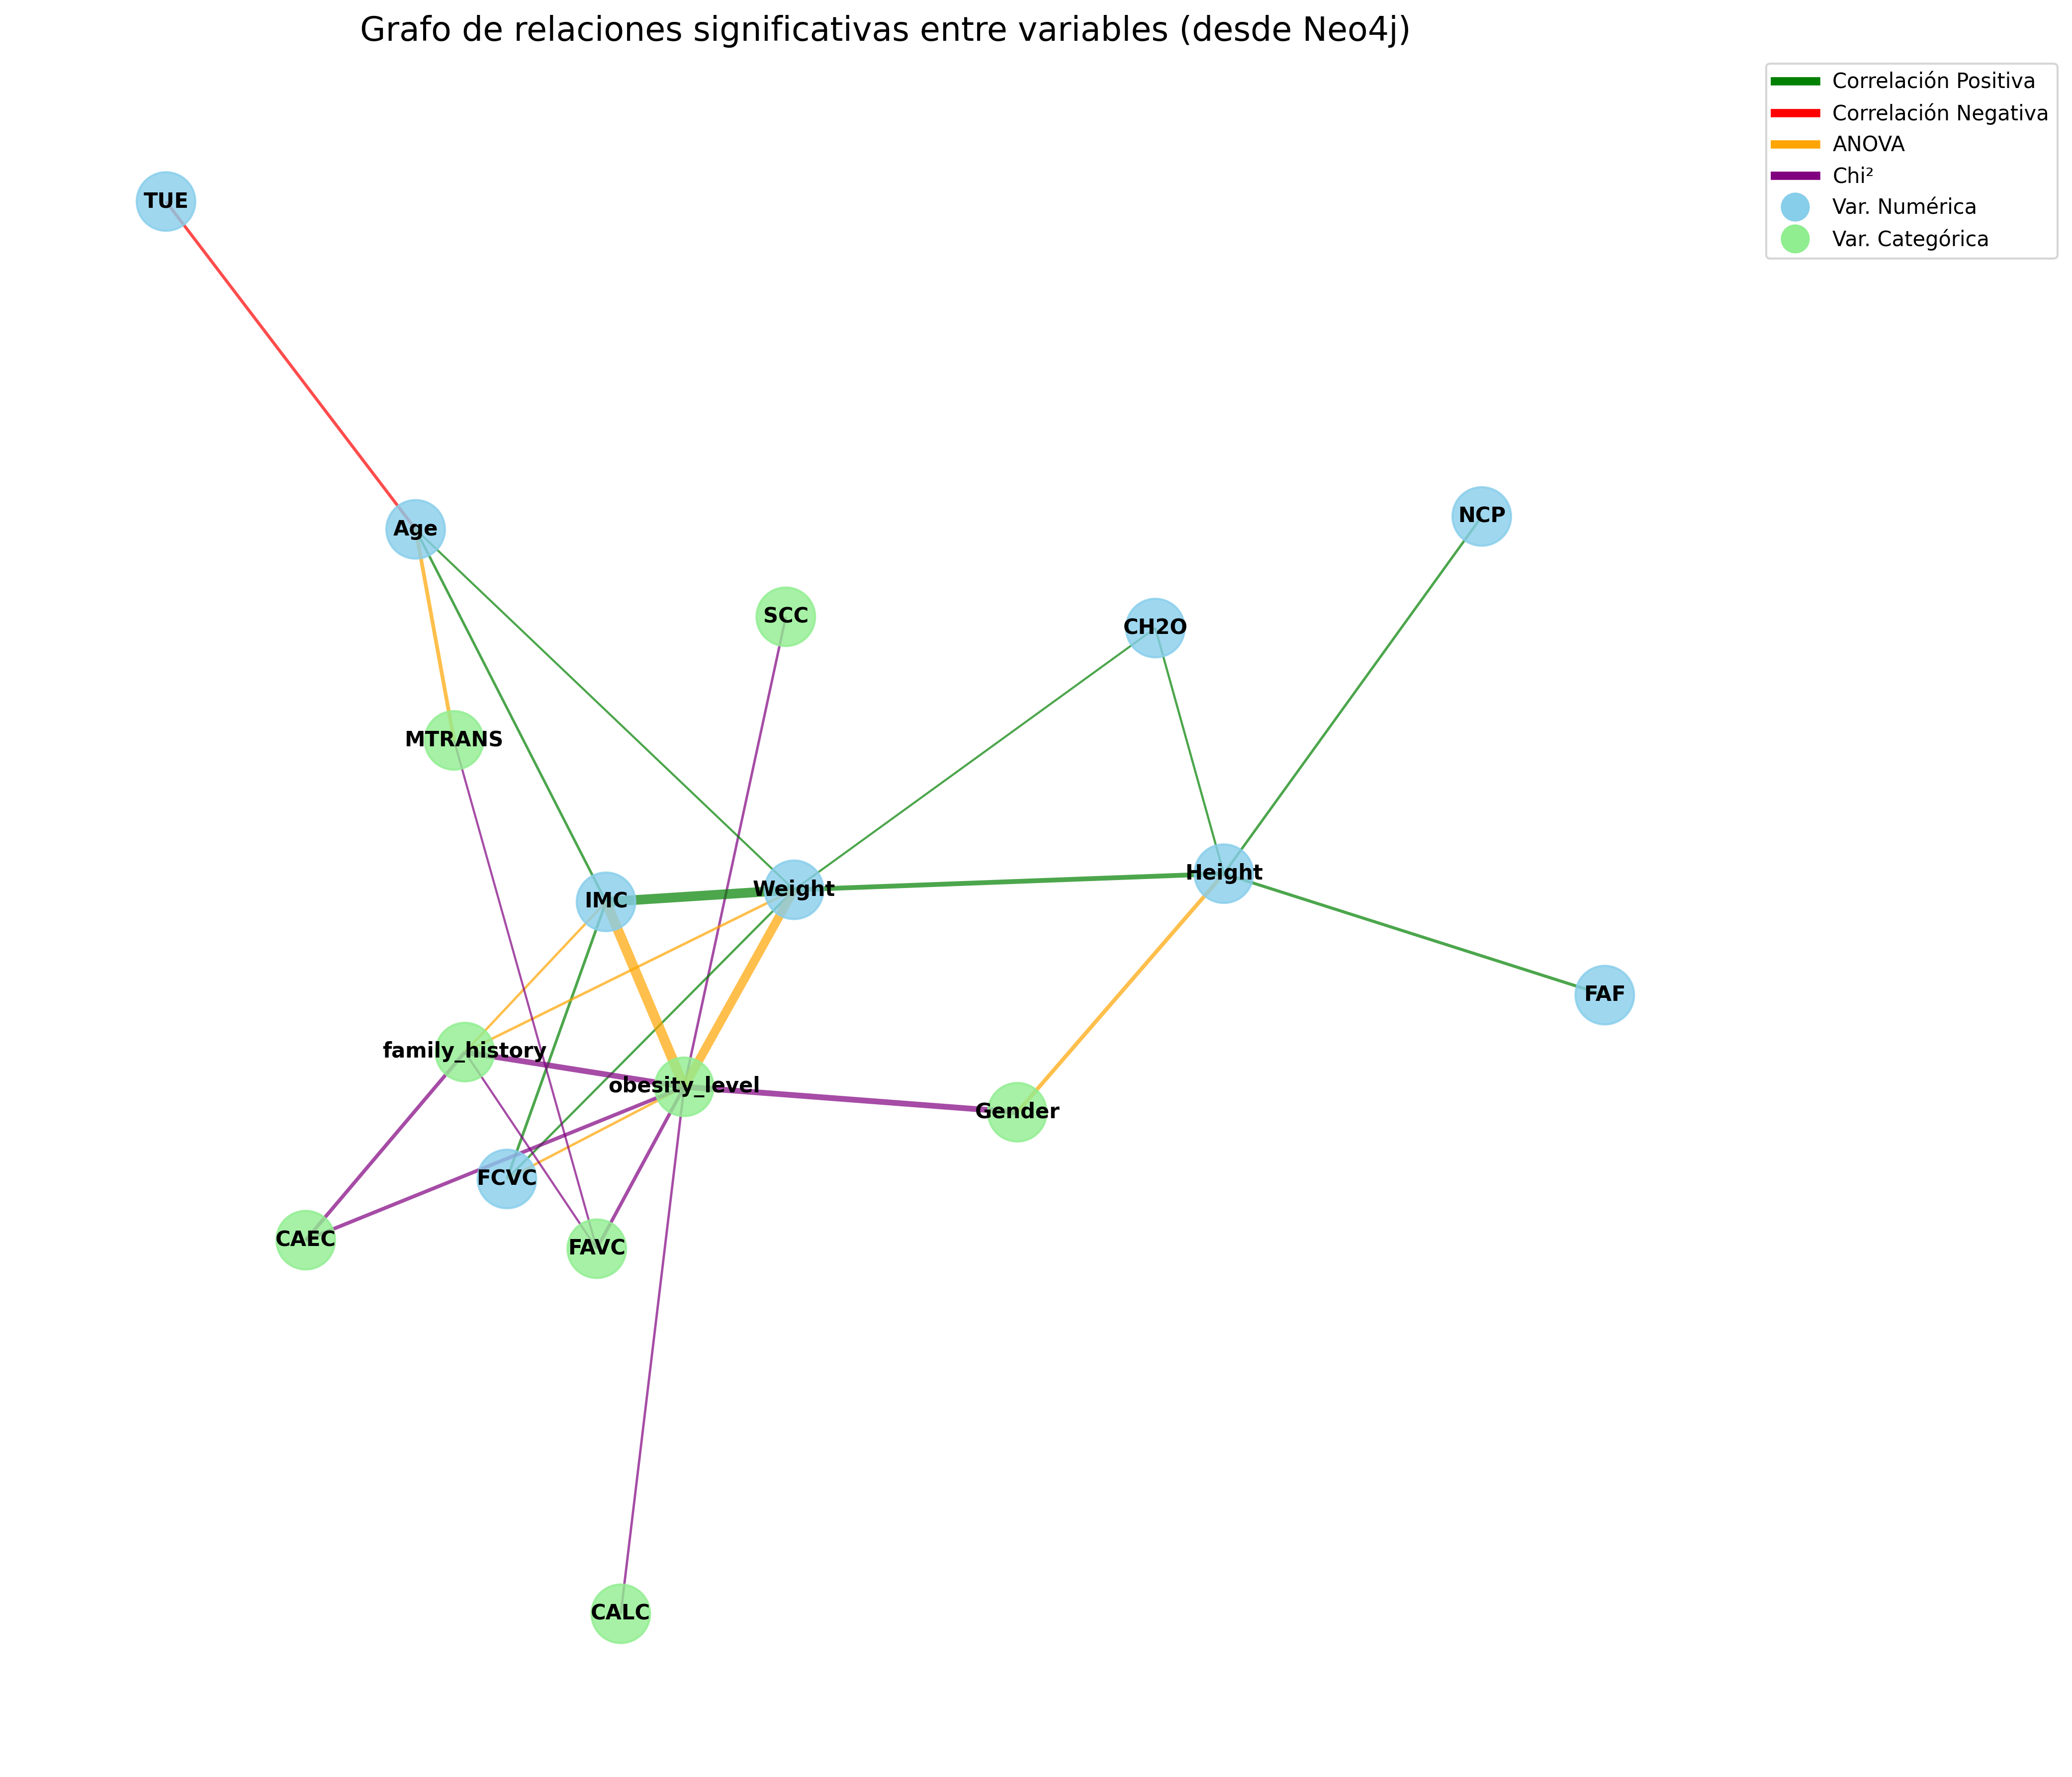 Grafo de relaciones significativas entre variables (desde Neo4j)
Correlación Positiva
Correlación Negativa
ANOVA
Chi²
Var. Numérica
Var. Categórica
TUE
Age
NCP
SCC
CH2O
MTRANS
Height
Weight
IMC
FAF
family_history
obesity_level
Gender
FCVC
CAEC
FAVC
CALC